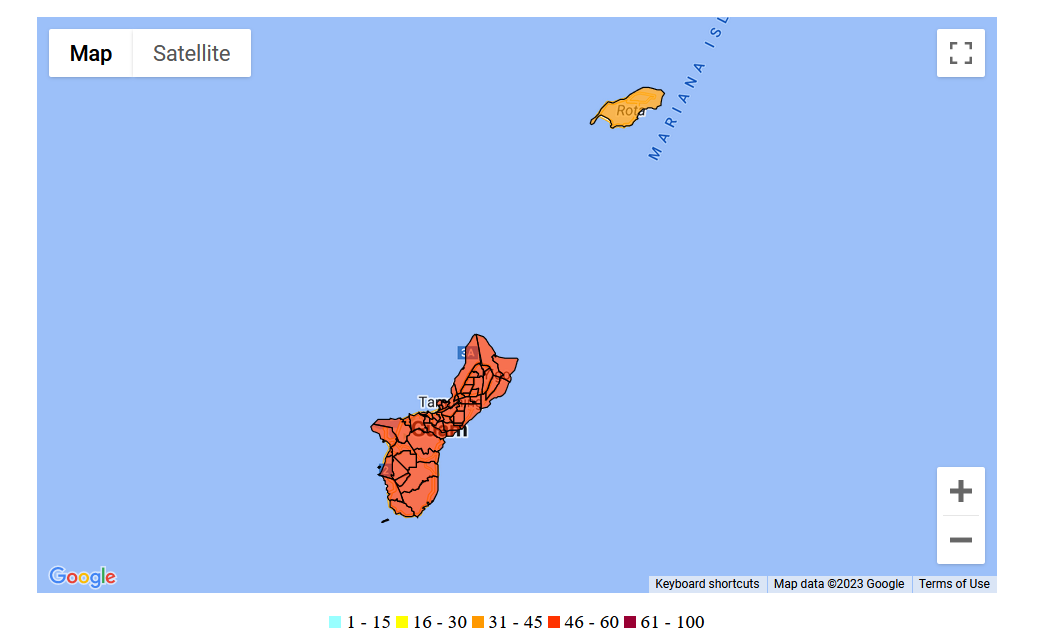 Map Satellite
MARIANA ISL
Rota
Guam
Google
Keyboard shortcuts Map data ©2023 Google Terms of Use
1 - 15 16 - 30 31 - 45 46 - 60 61 - 100